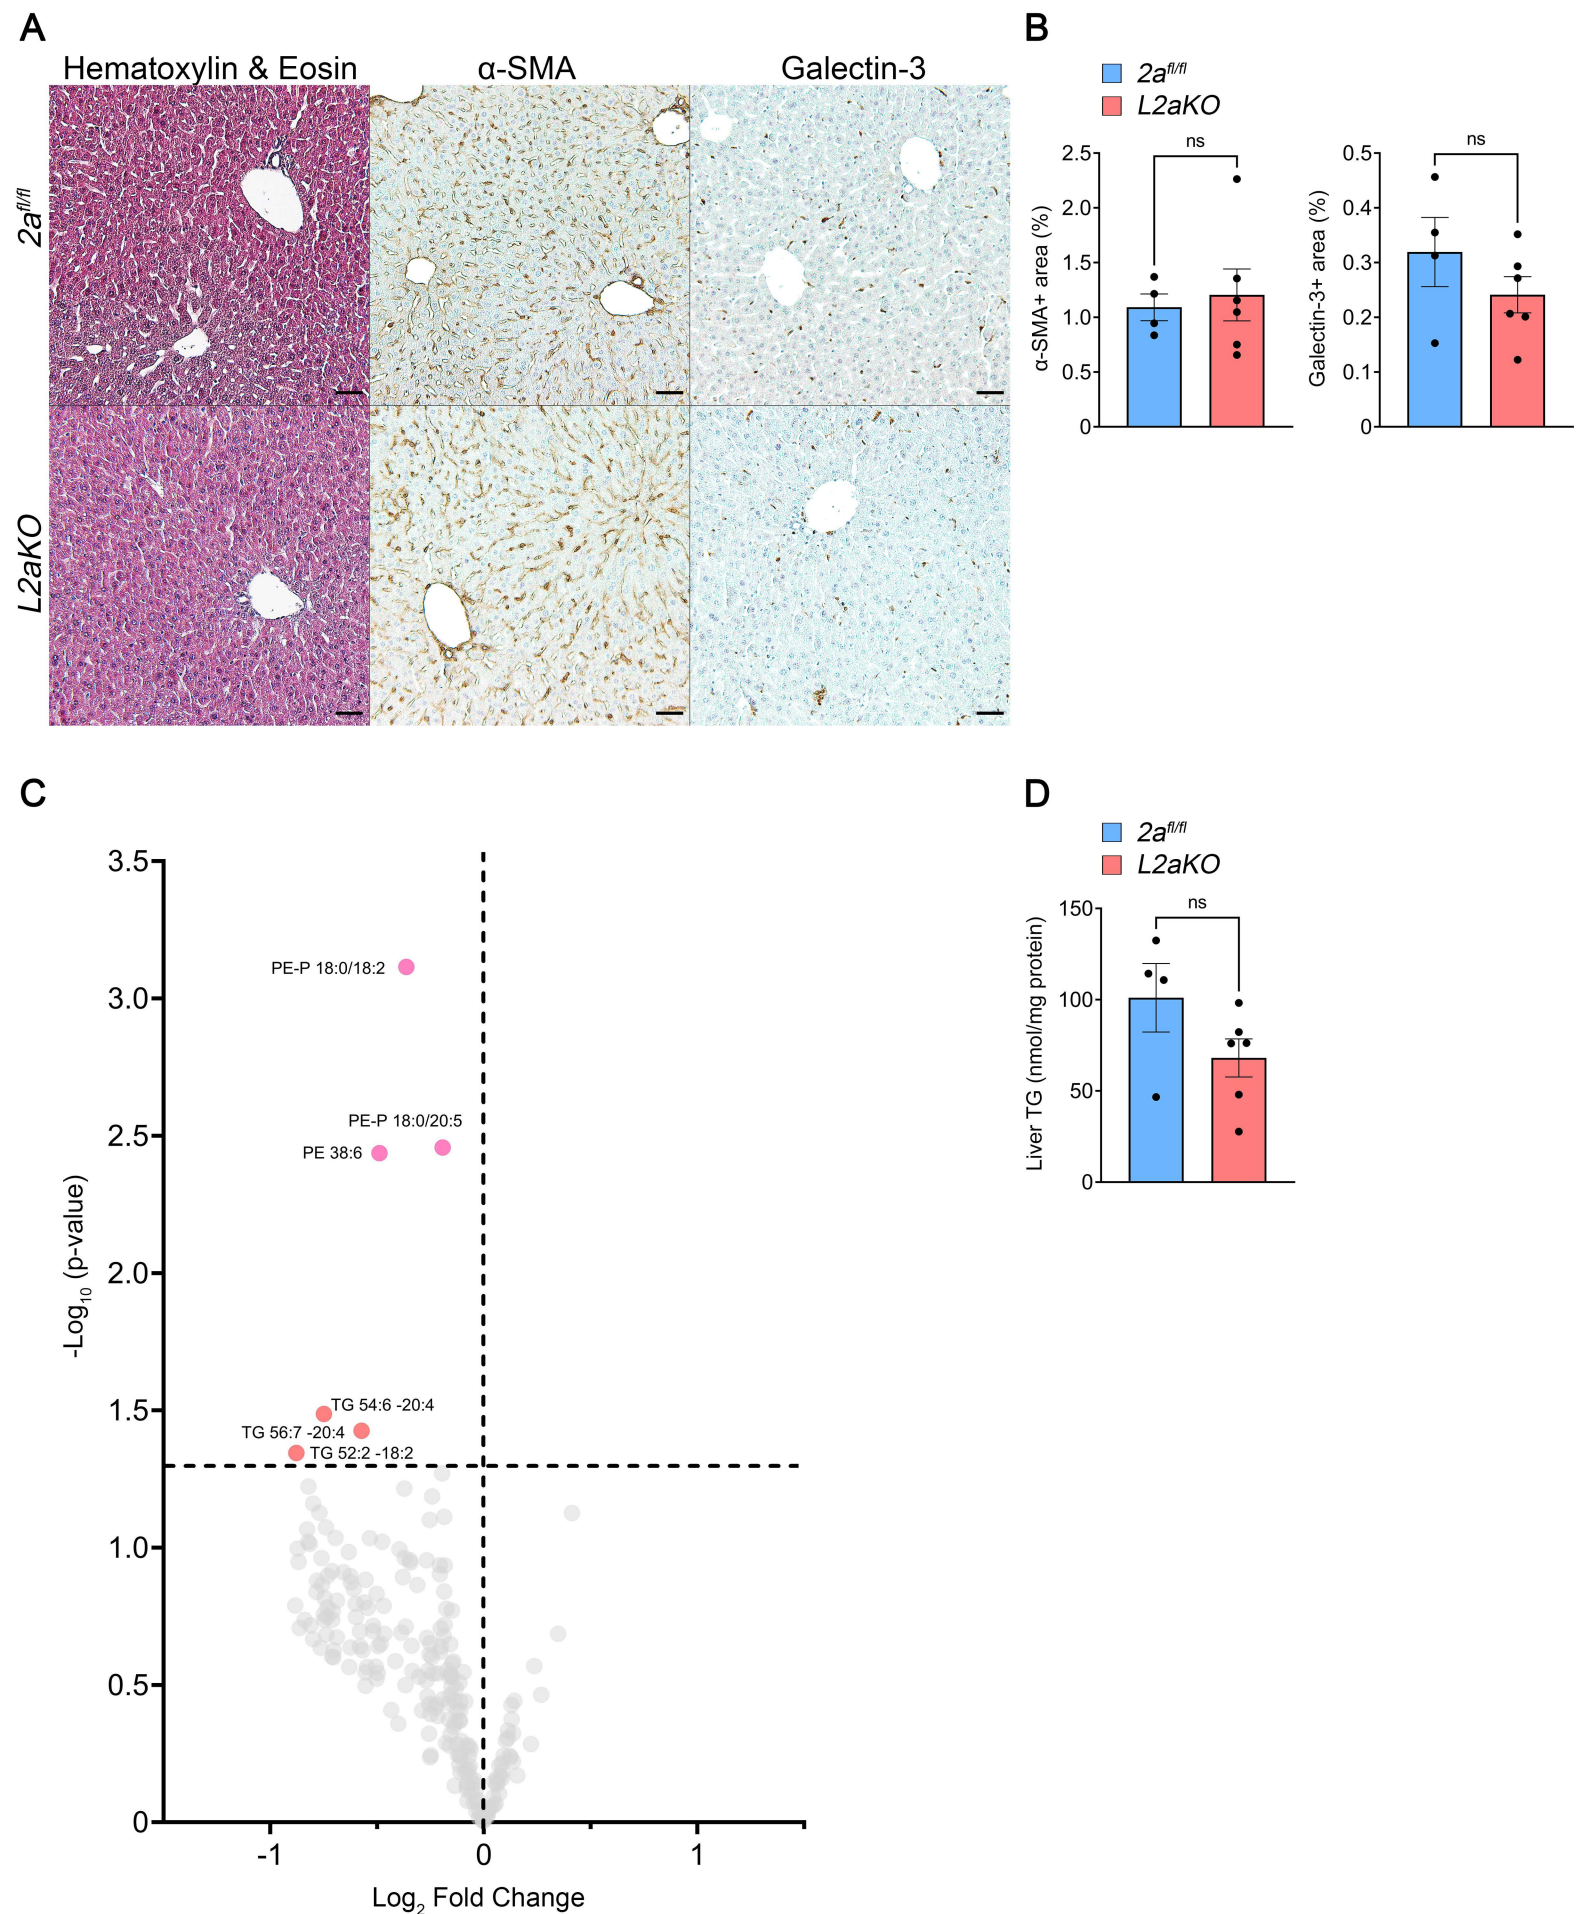 A
Hematoxylin & Eosin
α-SMA
Galectin-3
2a^fl/fl
L2aKO
B
2a^fl/fl
L2aKO
α-SMA+ area (%)
2.5
2.0
1.5
1.0
0.5
0
ns
Galectin-3+ area (%)
0.5
0.4
0.3
0.2
0.1
0
ns
C
-Log₁₀ (p-value)
3.5
3.0
2.5
2.0
1.5
1.0
0.5
0
PE-P 18:0/18:2
PE-P 18:0/20:5
PE 38:6
TG 54:6 -20:4
TG 56:7 -20:4
TG 52:2 -18:2
-1
0
1
Log₂ Fold Change
D
2a^fl/fl
L2aKO
Liver TG (nmol/mg protein)
150
100
50
0
ns